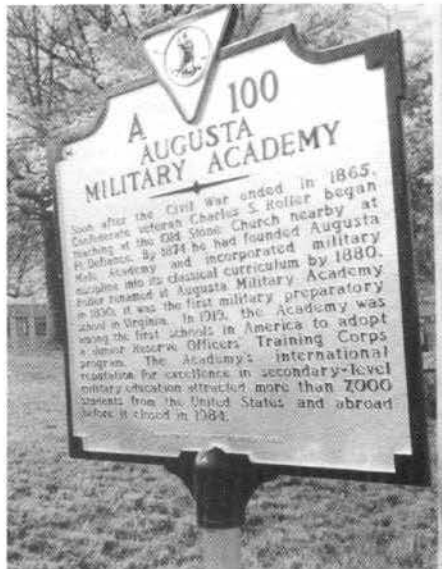 A 100
AUGUSTA
MILITARY ACADEMY
Soon after the Civil War ended in 1865,
Confederate veteran Charles S. Roller began
teaching at the Old Stone Church nearby at
Ft. Defiance. By 1874 he had founded Augusta
Male Academy and incorporated military
discipline into its classical curriculum by 1880.
Roller renamed it Augusta Military Academy
in 1890; it was the first military preparatory
school in Virginia. In 1919, the Academy was
among the first schools in America to adopt
a Junior Reserve Officers' Training Corps
program. The Academy's international
reputation for excellence in secondary-level
military education attracted more than 7,000
students from the United States and abroad
before it closed in 1984.